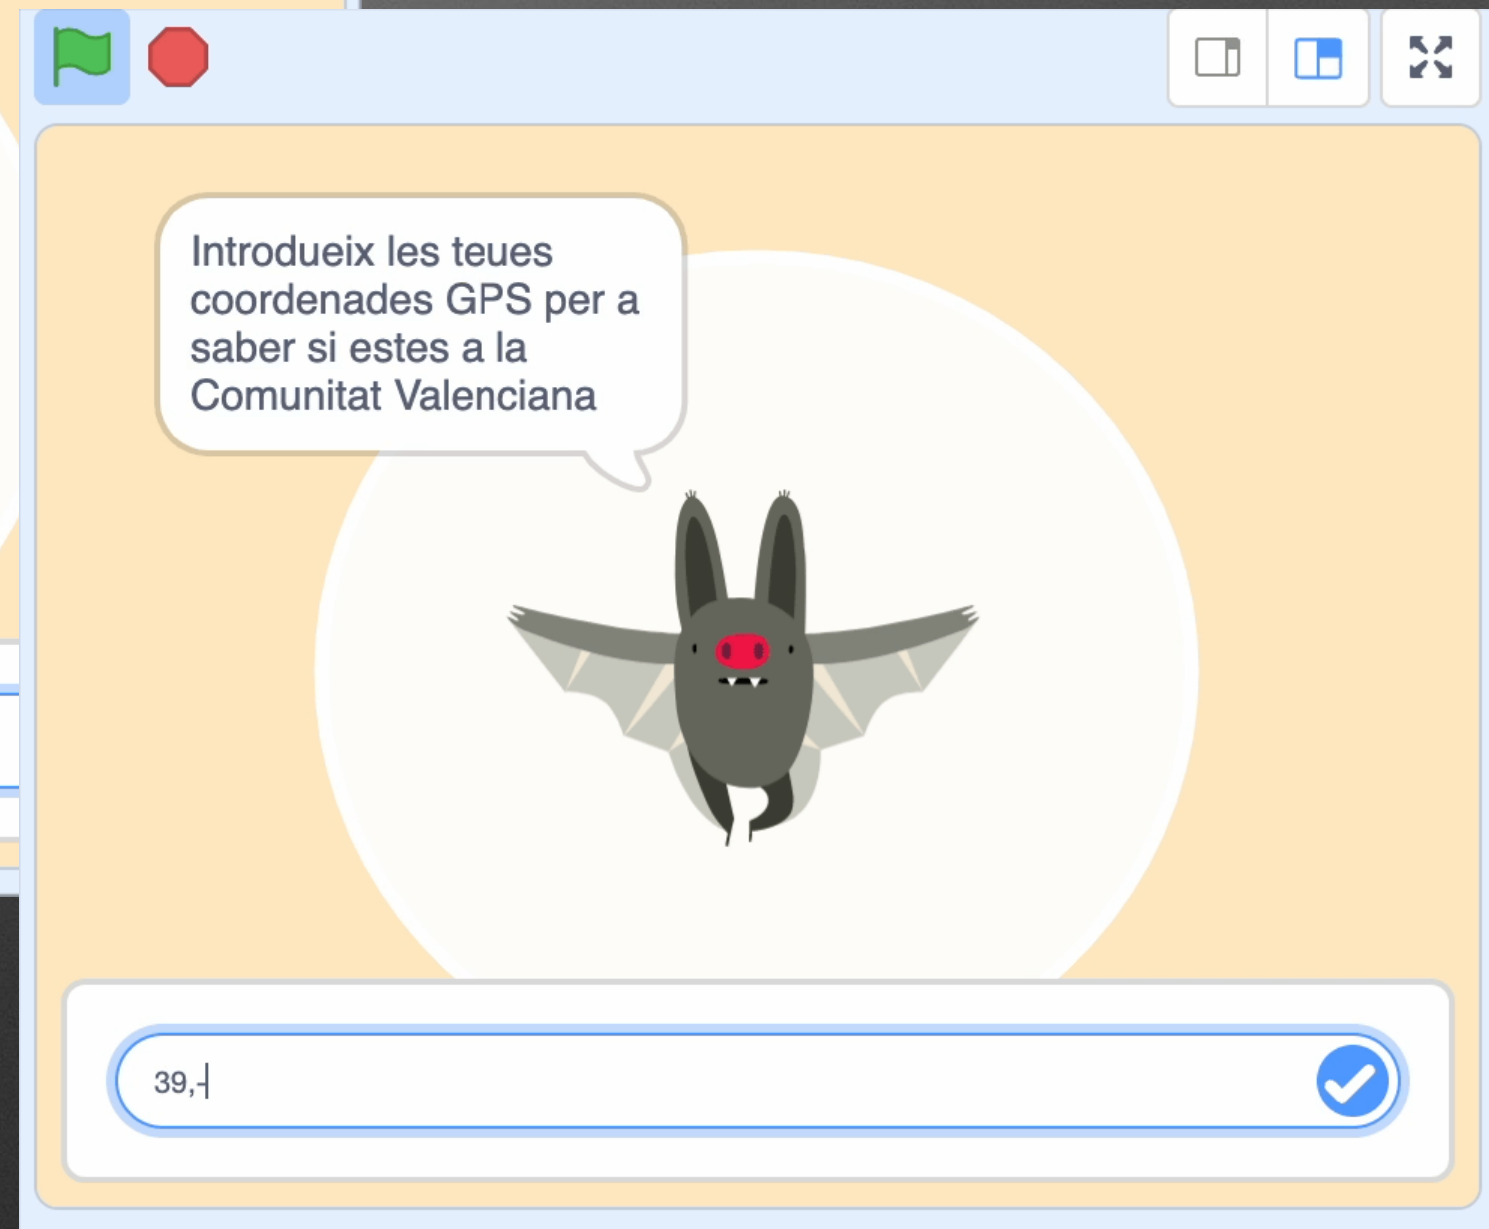 Introdueix les teues
coordenades GPS per a
saber si estes a la
Comunitat Valenciana
39,-